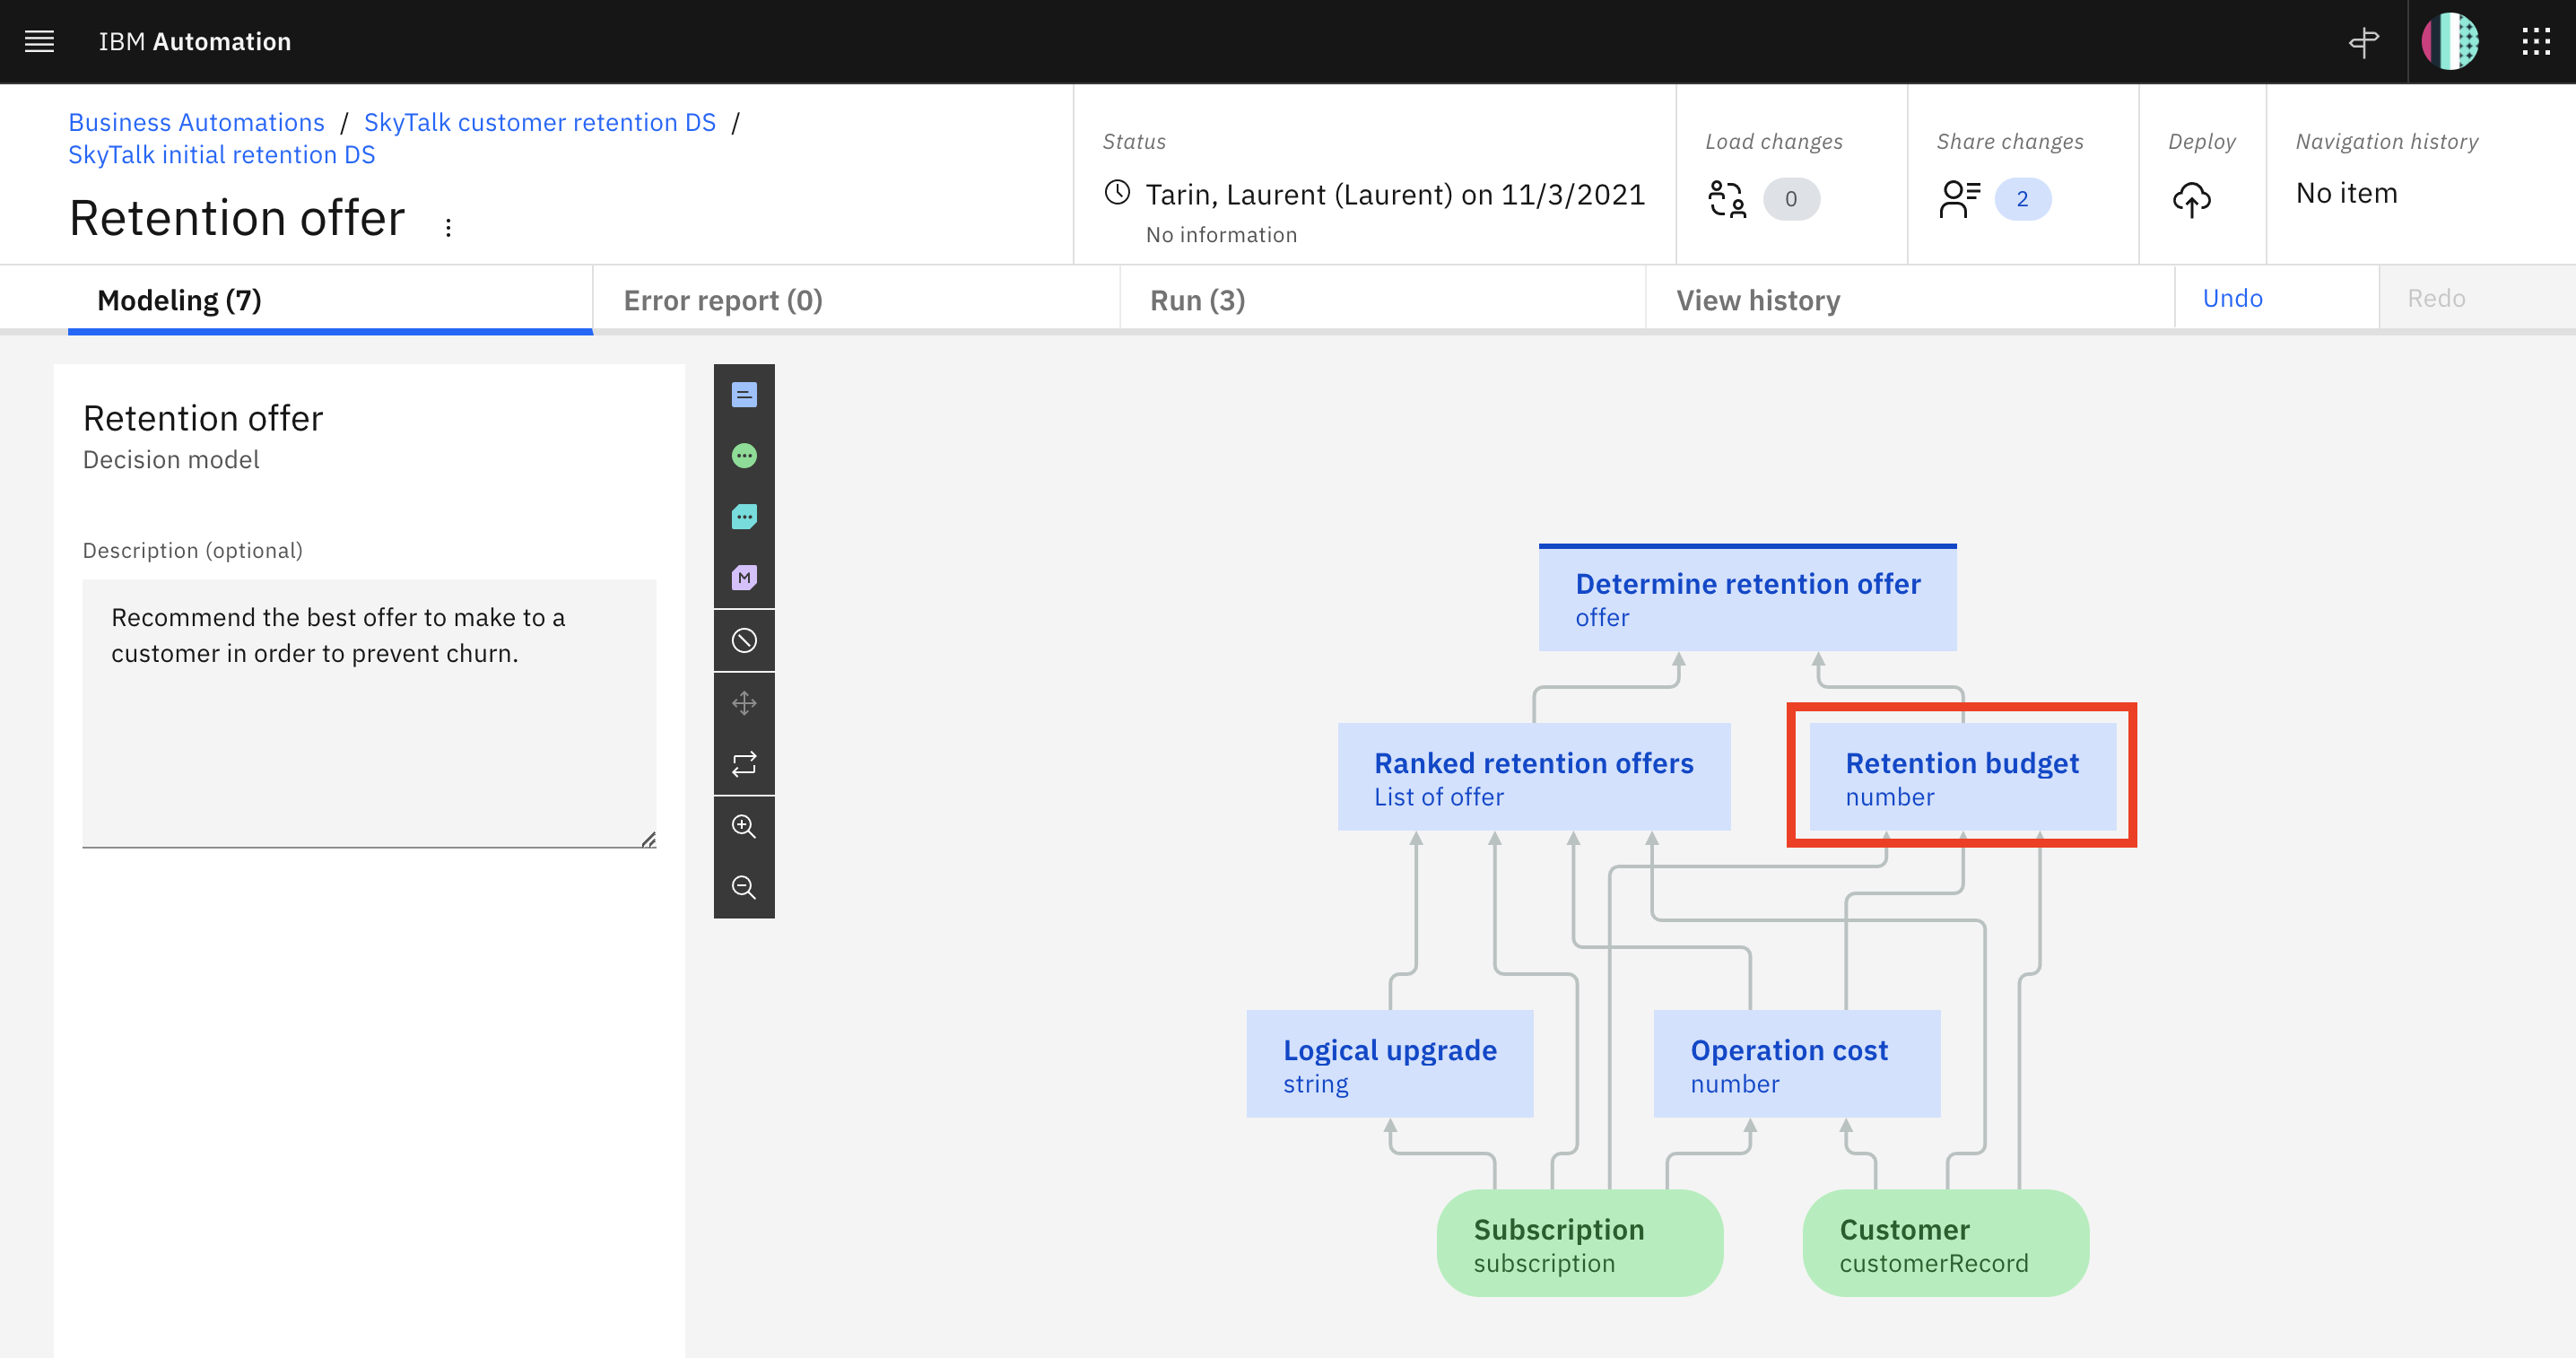 IBM Automation
Business Automations / SkyTalk customer retention DS /
SkyTalk initial retention DS
Retention offer
Status
Tarin, Laurent (Laurent) on 11/3/2021
No information
Load changes
0
Share changes
2
Deploy
Navigation history
No item
Modeling (7)
Error report (0)
Run (3)
View history
Undo
Redo
Retention offer
Decision model
Description (optional)
Recommend the best offer to make to a
customer in order to prevent churn.
M
Determine retention offer
offer
Ranked retention offers
List of offer
Retention budget
number
Logical upgrade
string
Operation cost
number
Subscription
subscription
Customer
customerRecord